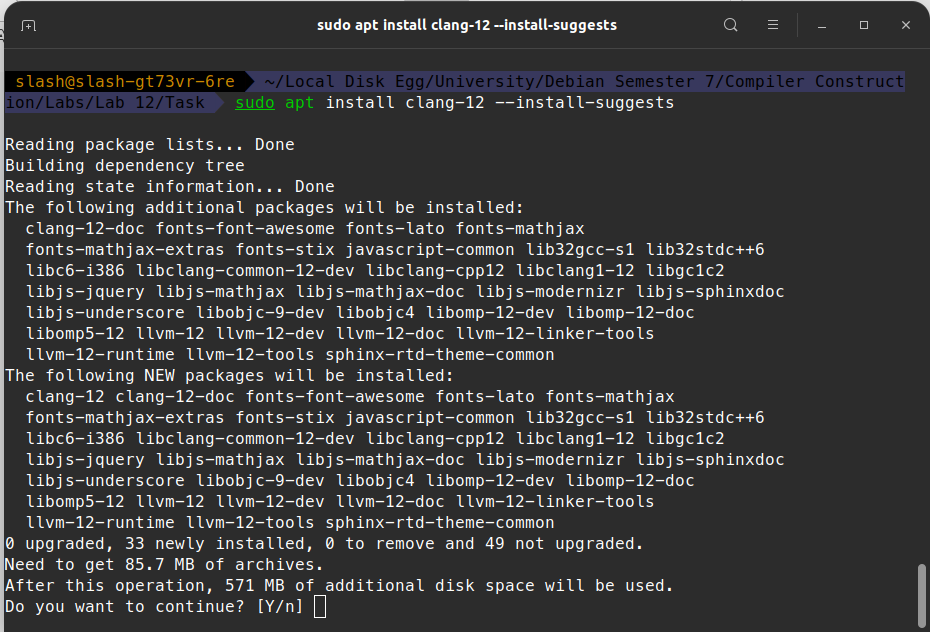 sudo apt install clang-12 --install-suggests
slash@slash-gt73vr-6re ~/Local Disk Egg/University/Debian Semester 7/Compiler Construct
ion/Labs/Lab 12/Task sudo apt install clang-12 --install-suggests
Reading package lists... Done
Building dependency tree
Reading state information... Done
The following additional packages will be installed:
clang-12-doc fonts-font-awesome fonts-lato fonts-mathjax
fonts-mathjax-extras fonts-stix javascript-common lib32gcc-s1 lib32stdc++6
libc6-i386 libclang-common-12-dev libclang-cpp12 libclang1-12 libgc1c2
libjs-jquery libjs-mathjax libjs-mathjax-doc libjs-modernizr libjs-sphinxdoc
libjs-underscore libobjc-9-dev libobjc4 libomp-12-dev libomp-12-doc
libomp5-12 llvm-12 llvm-12-dev llvm-12-doc llvm-12-linker-tools
llvm-12-runtime llvm-12-tools sphinx-rtd-theme-common
The following NEW packages will be installed:
clang-12 clang-12-doc fonts-font-awesome fonts-lato fonts-mathjax
fonts-mathjax-extras fonts-stix javascript-common lib32gcc-s1 lib32stdc++6
libc6-i386 libclang-common-12-dev libclang-cpp12 libclang1-12 libgc1c2
libjs-jquery libjs-mathjax libjs-mathjax-doc libjs-modernizr libjs-sphinxdoc
libjs-underscore libobjc-9-dev libobjc4 libomp-12-dev libomp-12-doc
libomp5-12 llvm-12 llvm-12-dev llvm-12-doc llvm-12-linker-tools
llvm-12-runtime llvm-12-tools sphinx-rtd-theme-common
0 upgraded, 33 newly installed, 0 to remove and 49 not upgraded.
Need to get 85.7 MB of archives.
After this operation, 571 MB of additional disk space will be used.
Do you want to continue? [Y/n]